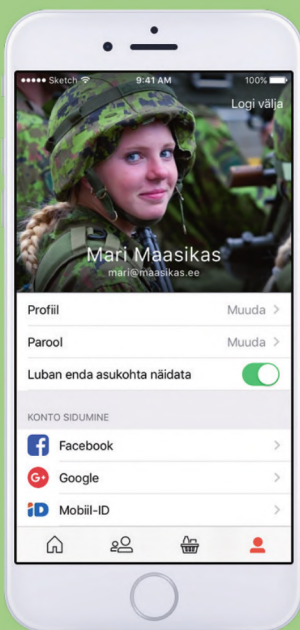 Sketch 9:41 AM 100%
Logi välja
Mari Maasikas
mari@maasikas.ee
Profiil Muuda >
Parool Muuda >
Luban enda asukohta näidata
KONTO SIDUMINE
f Facebook >
G+ Google >
iD Mobiil-ID >